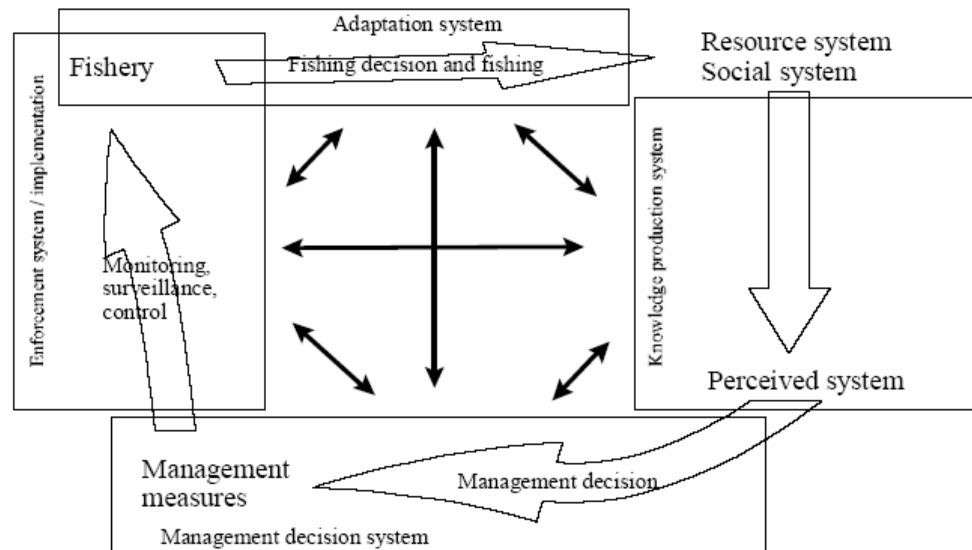 Adaptation system
Fishery
Fishing decision and fishing
Resource system
Social system
Enforcement system / implementation
Monitoring,
surveillance,
control
Knowledge production system
Perceived system
Management
measures
Management decision
Management decision system